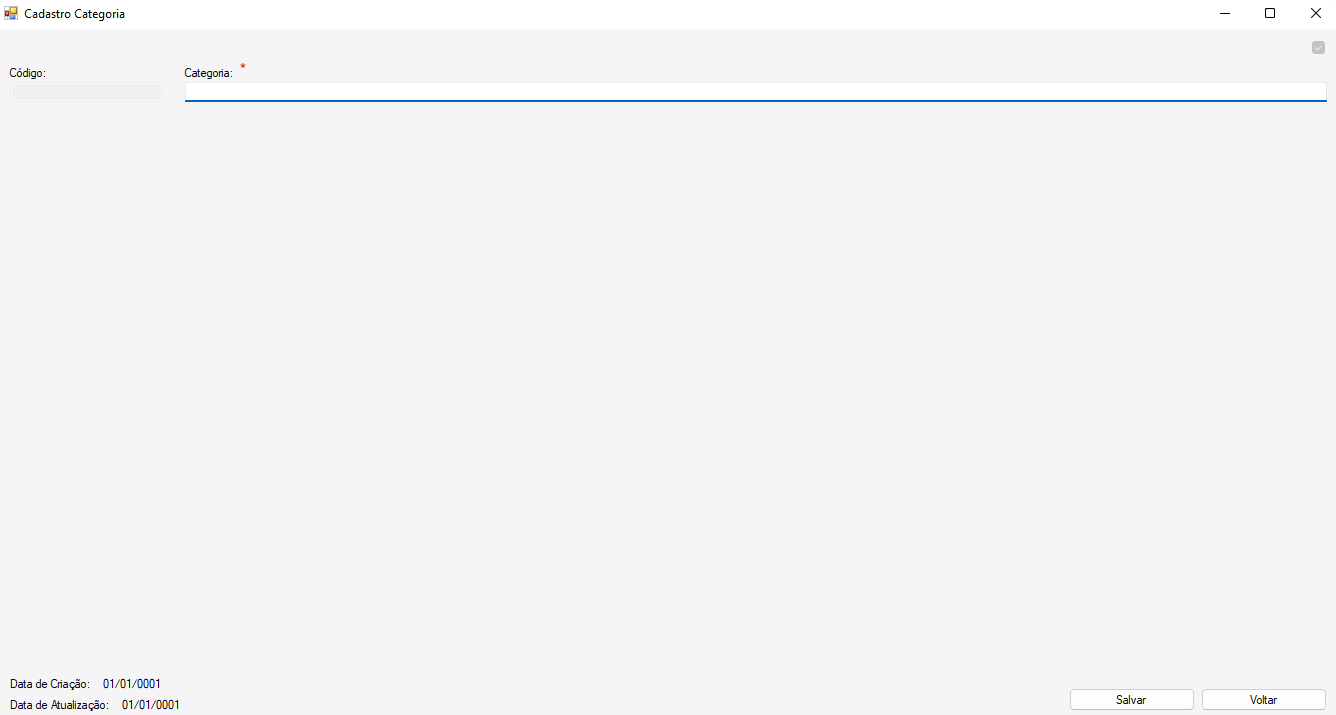 Cadastro Categoria
Código: Categoria: *
Data de Criação: 01/01/0001
Data de Atualização: 01/01/0001
Salvar Voltar